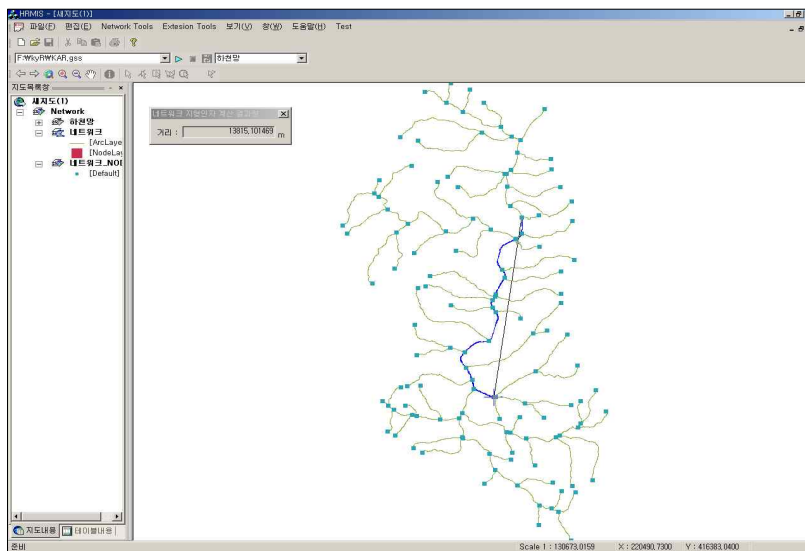 HRMIS - [새지도(1)]
파일(F) 편집(E) Network Tools Extesion Tools 보기(V) 창(W) 도움말(H) Test
F:₩kyR₩KAR.gss 하천망
지도목록창
새지도(1)
Network
하천망
네트워크
[ArcLaye
[NodeLay
네트워크_NOI
[Default]
거리 : 13815.101469 m
지도내용 테이블내용
준비 Scale 1 : 130673.0159 X : 220490.7300 Y : 416383.0400